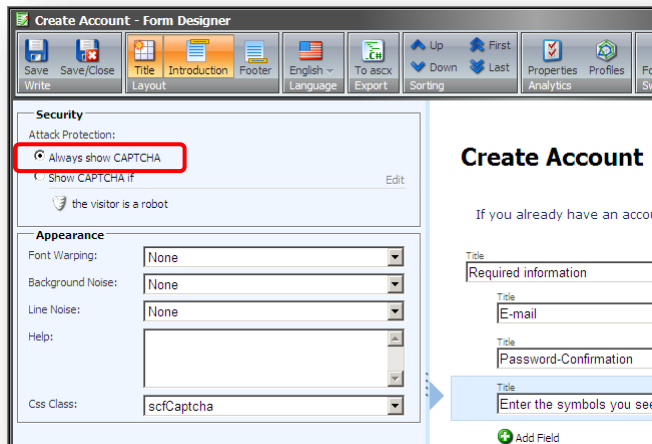 Create Account - Form Designer
Save Save/Close Title Introduction Footer English To ascx Up Down First Last Properties Profiles
Write Layout Language Export Sorting Analytics
Security
Attack Protection:
Always show CAPTCHA
Show CAPTCHA if Edit
the visitor is a robot
Appearance
Font Warping: None
Background Noise: None
Line Noise: None
Help:
Css Class: scfCaptcha
Create Account
If you already have an
Title
Required information
Title
E-mail
Title
Password-Confirmation
Title
Enter the symbols you see
Add Field